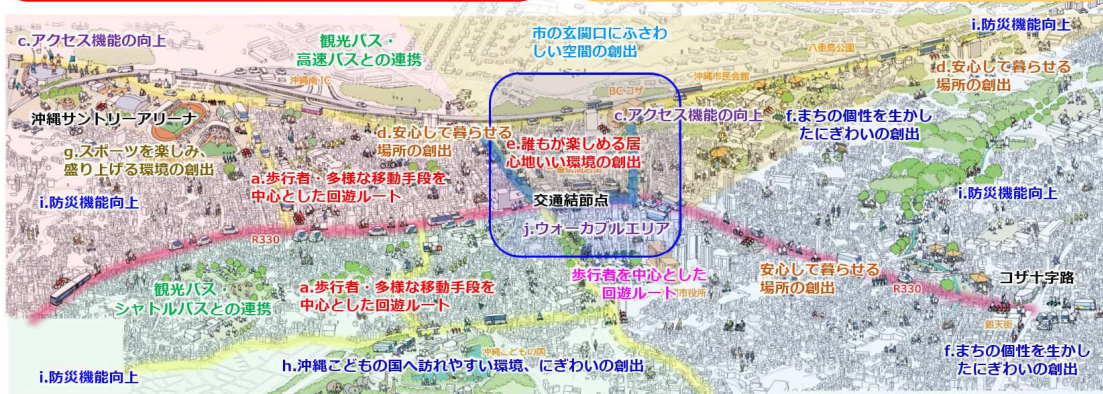 c.アクセス機能の向上
観光バス・
高速バスとの連携
市の玄関口にふさわ
しい空間の創出
i.防災機能向上
八重島公園
沖縄南IC
沖縄市民会館
BCコザ
d.安心して暮らせる
場所の創出
沖縄サントリーアリーナ
c.アクセス機能の向上
f.まちの個性を生かし
たにぎわいの創出
d.安心して暮らせる
場所の創出
e.誰もが楽しめる居
心地いい環境の創出
g.スポーツを楽しみ、
盛り上げる環境の創出
a.歩行者・多様な移動手段を
中心とした回遊ルート
i.防災機能向上
交通結節点
i.防災機能向上
j.ウォーカブルエリア
R330
歩行者を中心とした
回遊ルート
市役所
安心して暮らせる
場所の創出
R330
コザ十字路
観光バス・
シャトルバスとの連携
a.歩行者・多様な移動手段を
中心とした回遊ルート
銀天街
沖縄こどもの国
h.沖縄こどもの国へ訪れやすい環境、にぎわいの創出
f.まちの個性を生かし
たにぎわいの創出
i.防災機能向上